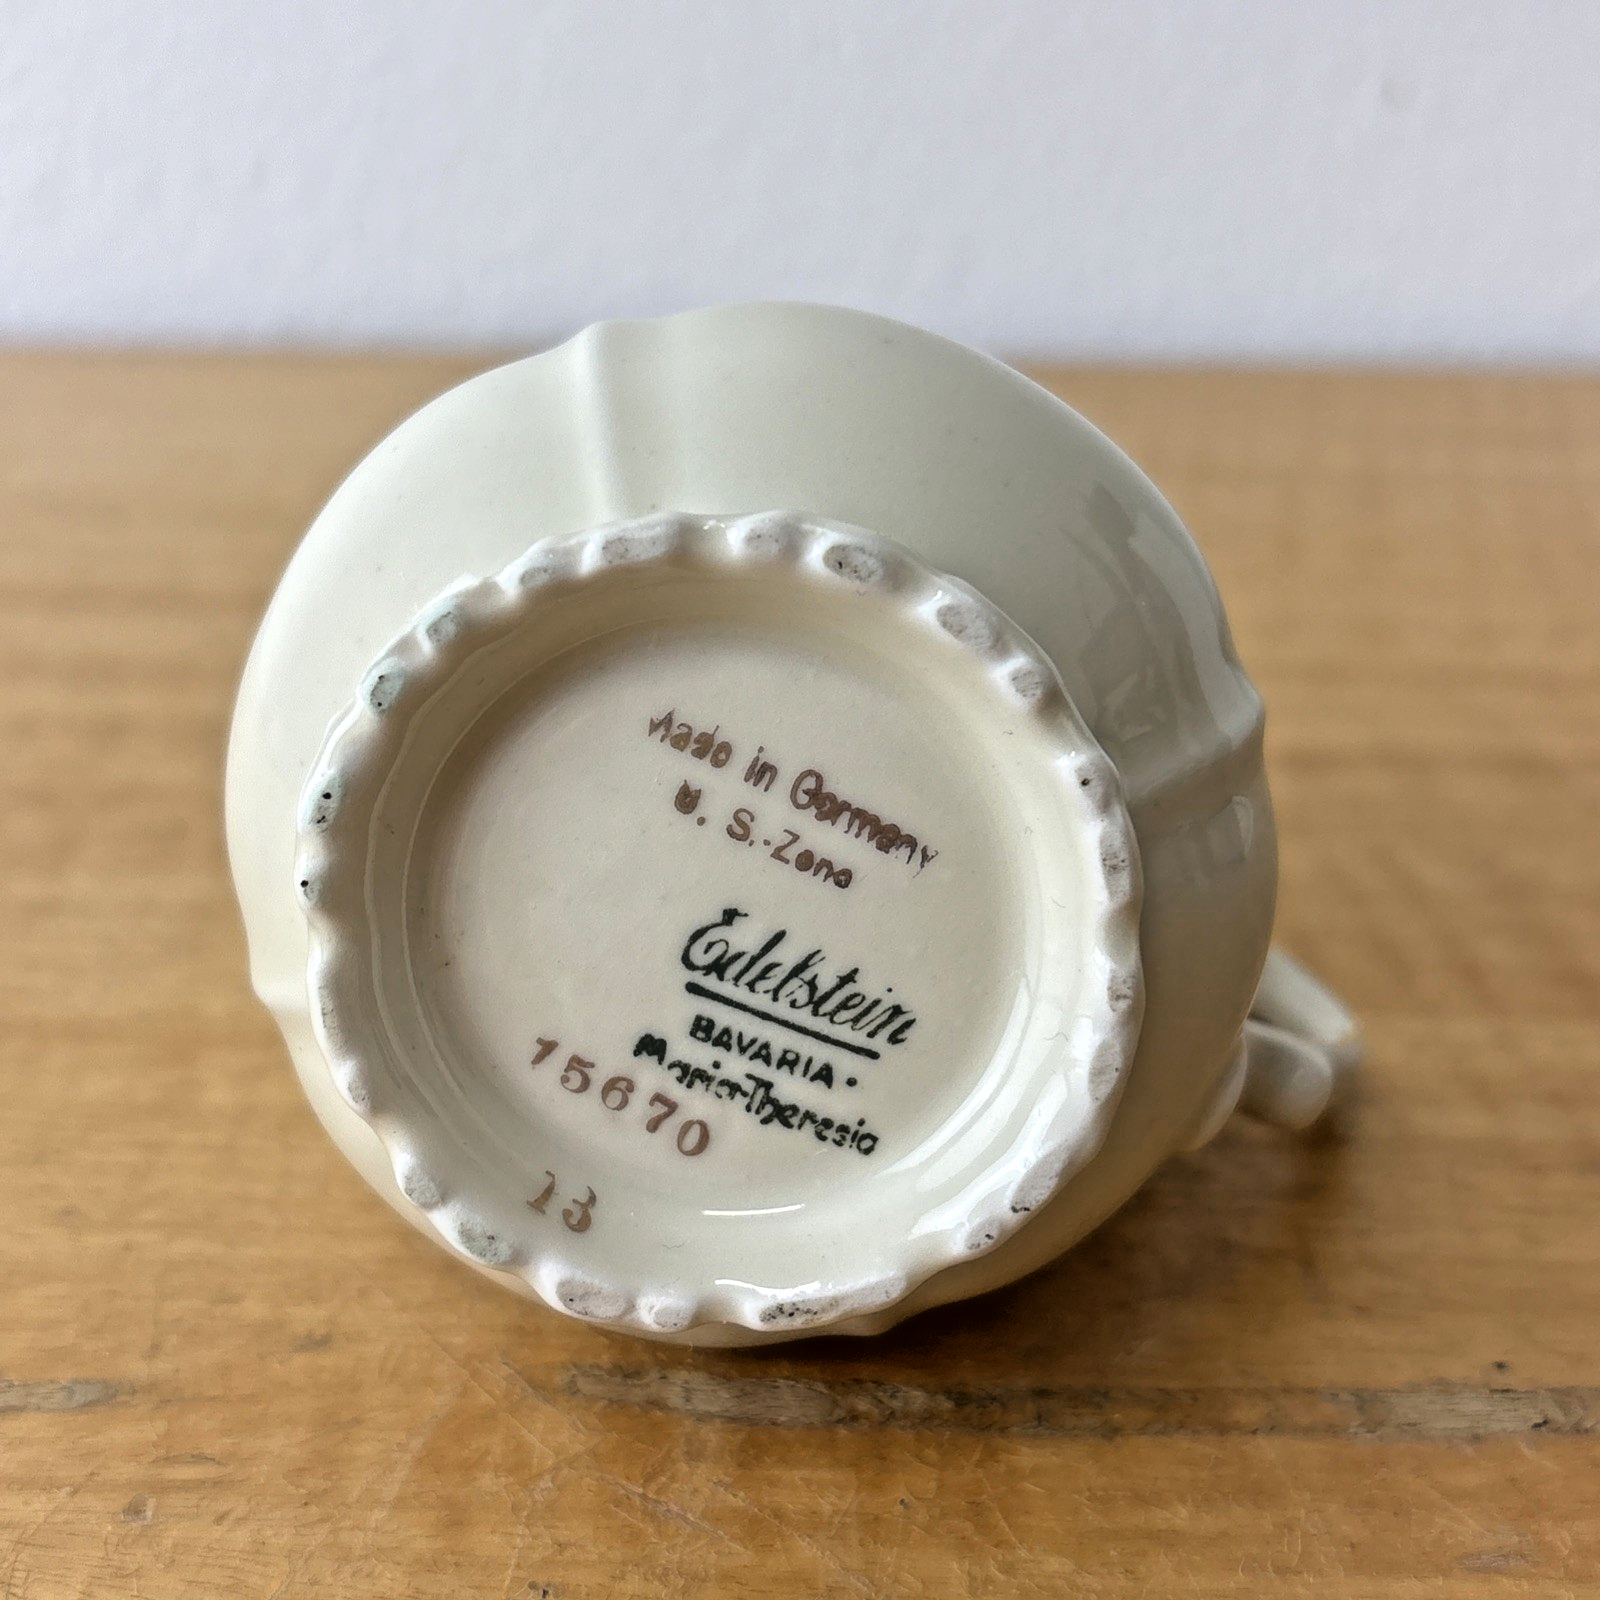 Made in Germany
U. S.-Zone
Edelstein
BAVARIA
Maria-Theresia
15670
13